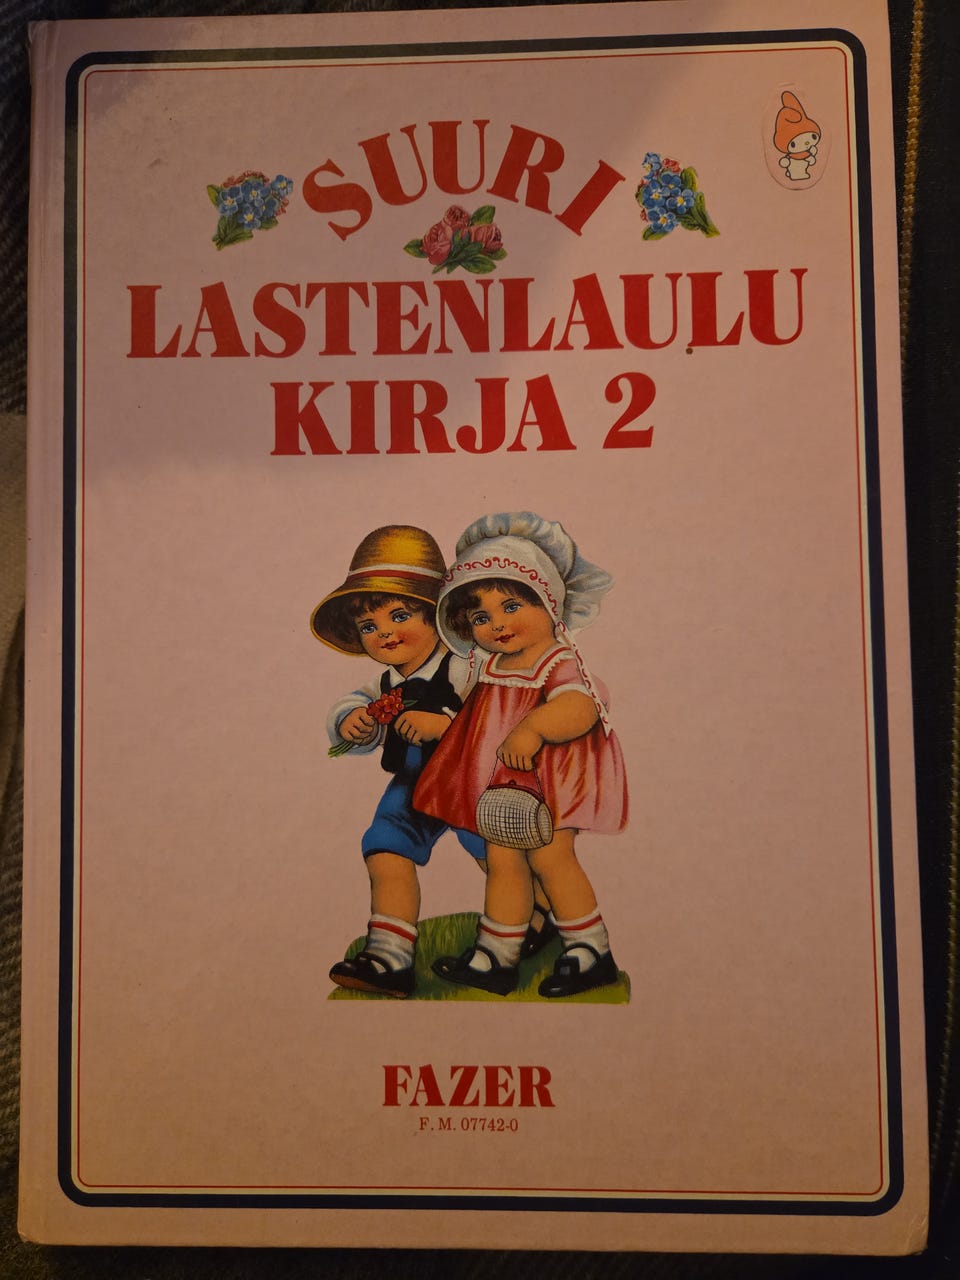 SUURI
LASTENLAULU
KIRJA 2
FAZER
F. M. 07742-0